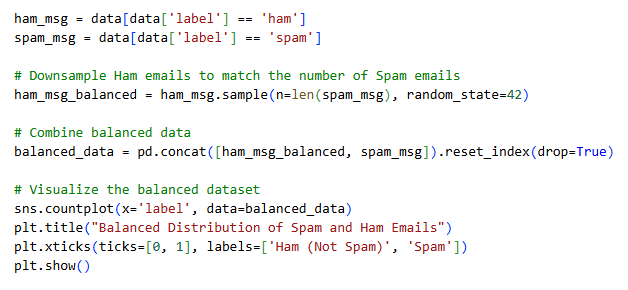 ham_msg = data[data['label'] == 'ham']
spam_msg = data[data['label'] == 'spam']
# Downsample Ham emails to match the number of Spam emails
ham_msg_balanced = ham_msg.sample(n=len(spam_msg), random_state=42)
# Combine balanced data
balanced_data = pd.concat([ham_msg_balanced, spam_msg]).reset_index(drop=True)
# Visualize the balanced dataset
sns.countplot(x='label', data=balanced_data)
plt.title("Balanced Distribution of Spam and Ham Emails")
plt.xticks(ticks=[0, 1], labels=['Ham (Not Spam)', 'Spam'])
plt.show()